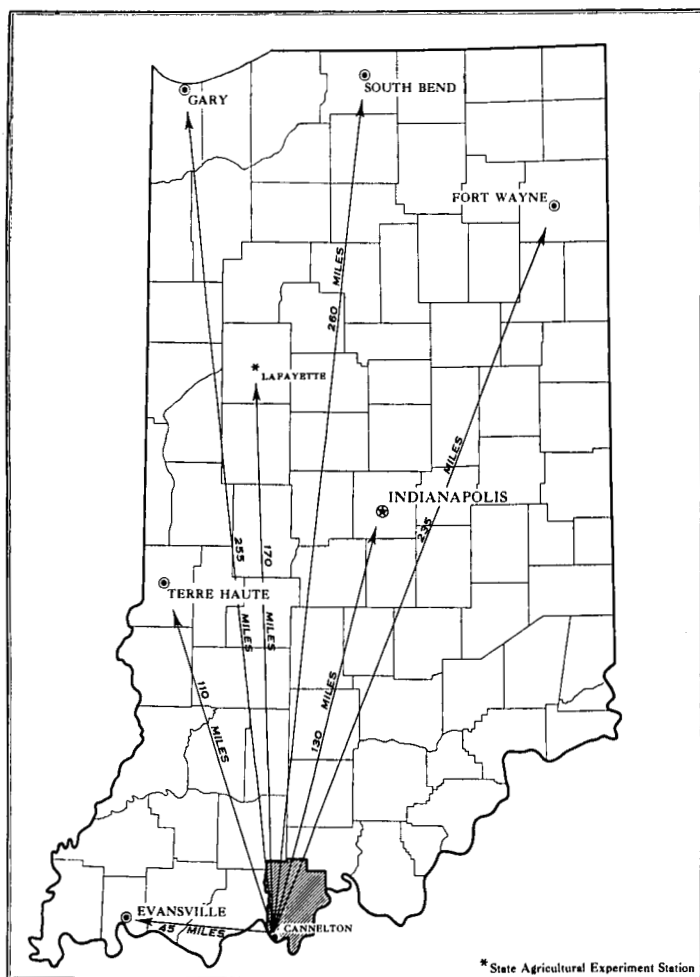 GARY
SOUTH BEND
FORT WAYNE
260 MILES
* LAFAYETTE
235 MILES
INDIANAPOLIS
255 MILES
170 MILES
TERRE HAUTE
110 MILES
130 MILES
EVANSVILLE
45 MILES
CANNELTON
* State Agricultural Experiment Station